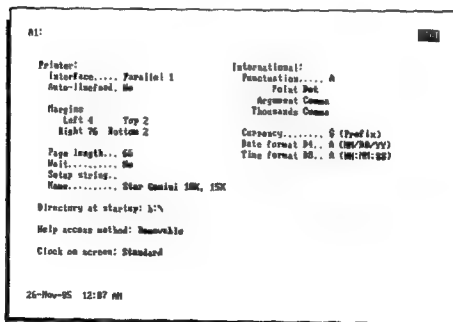 A1:
Printer:
Interface..... Parallel 1
Auto-linefeed. No
Margins
Left 4 Top 2
Right 76 Bottom 2
Page length... 66
Wait.......... No
Setup string..
Name.......... Star Gemini 10X, 15X
Directory at startup: b:\
Help access method: Removable
Clock on screen: Standard
International:
Punctuation..... A
Point Dot
Argument Comma
Thousands Comma
Currency........ $ (Prefix)
Date format D4.. A (MM/DD/YY)
Time format D8.. A (HH:MM:SS)
26-Nov-85 12:07 AM